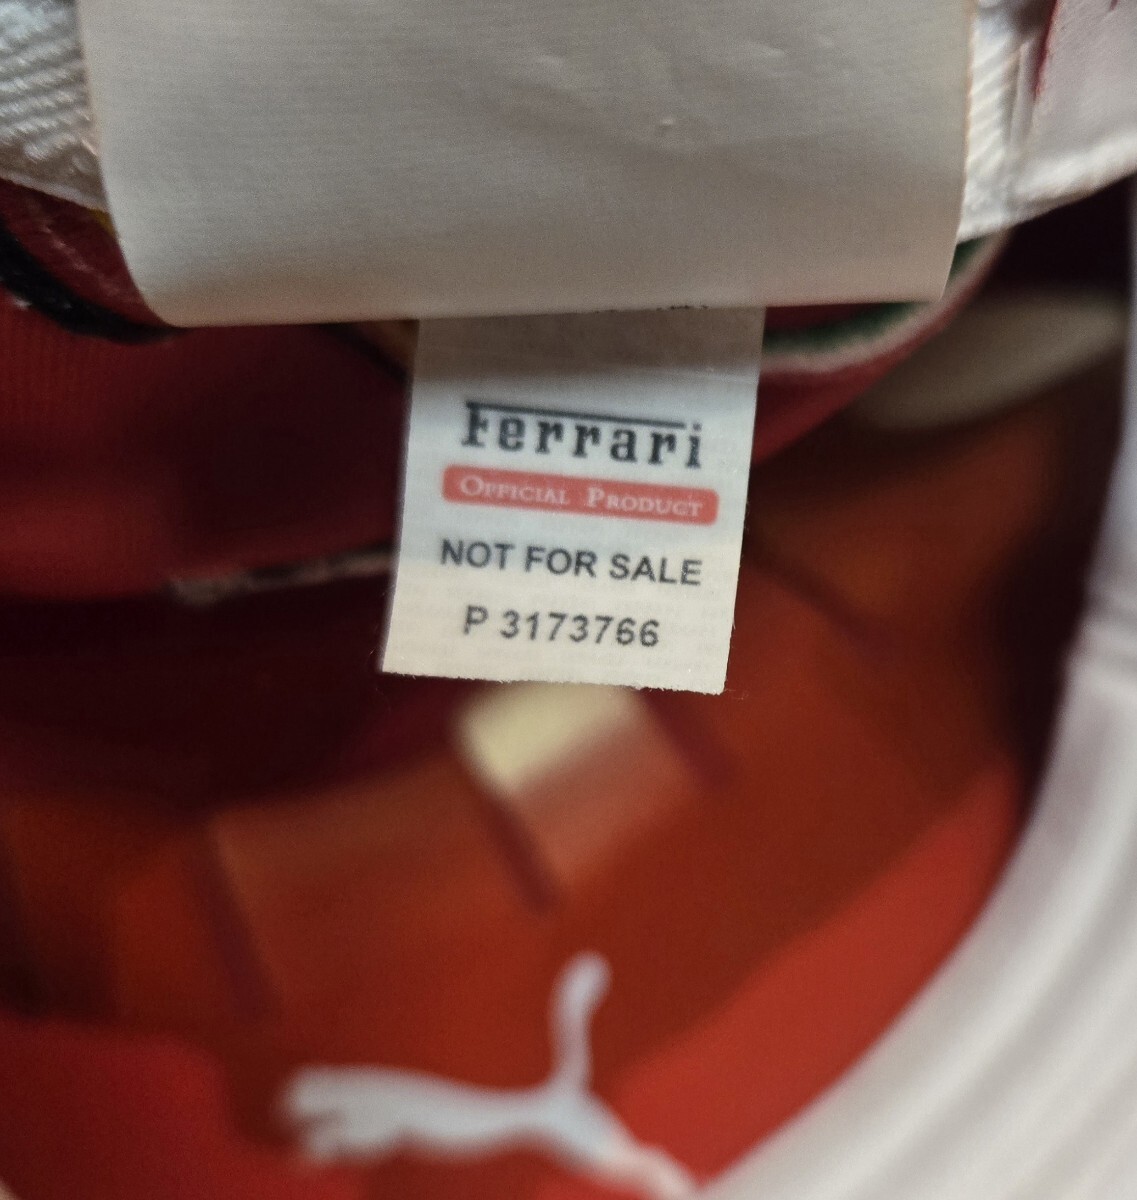 Ferrari
OFFICIAL PRODUCT
NOT FOR SALE
P 3173766